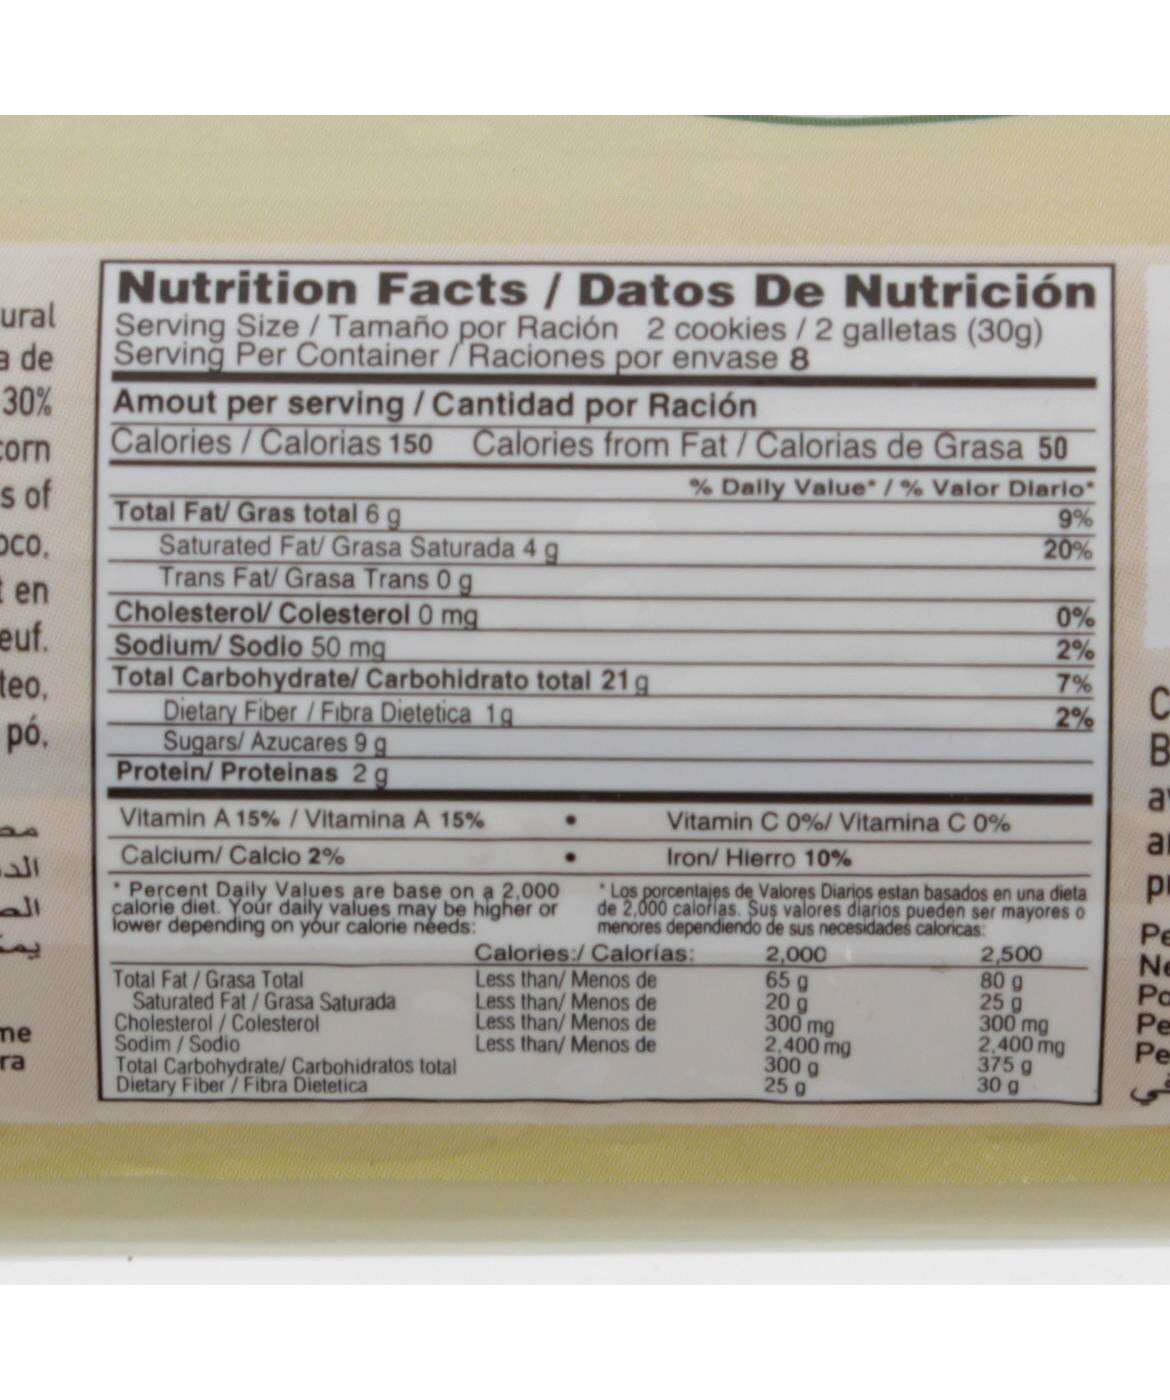 ural
a de
30%
corn
s of
oco,
t en
euf.
teo,
pó.
me
ra
Nutrition Facts / Datos De Nutrición
Serving Size / Tamaño por Ración 2 cookies / 2 galletas (30g)
Serving Per Container / Raciones por envase 8
Amout per serving / Cantidad por Ración
Calories / Calorias 150 Calories from Fat / Calorias de Grasa 50
% Daily Value* / % Valor Diario*
Total Fat/ Gras total 6 g 9%
Saturated Fat/ Grasa Saturada 4 g 20%
Trans Fat/ Grasa Trans 0 g
Cholesterol/ Colesterol 0 mg 0%
Sodium/ Sodio 50 mg 2%
Total Carbohydrate/ Carbohidrato total 21 g 7%
Dietary Fiber / Fibra Dietetica 1 g 2%
Sugars/ Azucares 9 g
Protein/ Proteinas 2 g
Vitamin A 15% / Vitamina A 15% • Vitamin C 0%/ Vitamina C 0%
Calcium/ Calcio 2% • Iron/ Hierro 10%
* Percent Daily Values are base on a 2,000
calorie diet. Your daily values may be higher or
lower depending on your calorie needs:
* Los porcentajes de Valores Diarios estan basados en una dieta
de 2,000 calorías. Sus valores diarios pueden ser mayores o
menores dependiendo de sus necesidades caloricas:
Calories:/ Calorías: 2,000 2,500
Total Fat / Grasa Total Less than/ Menos de 65 g 80 g
Saturated Fat / Grasa Saturada Less than/ Menos de 20 g 25 g
Cholesterol / Colesterol Less than/ Menos de 300 mg 300 mg
Sodim / Sodio Less than/ Menos de 2,400 mg 2,400 mg
Total Carbohydrate/ Carbohidratos total 300 g 375 g
Dietary Fiber / Fibra Dietetica 25 g 30 g
C
B
a
p
Pe
Ne
Po
Pe
Pe